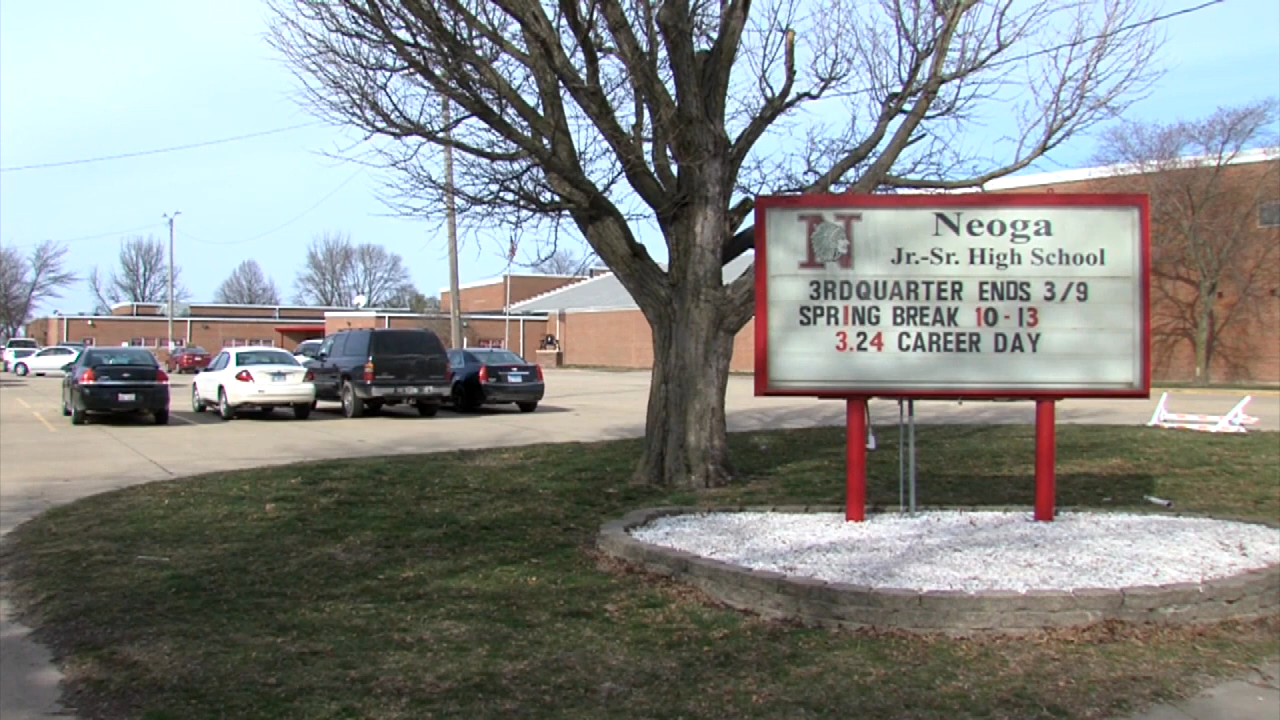 N
Neoga
Jr.-Sr. High School
3RDQUARTER ENDS 3/9
SPRING BREAK 10-13
3.24 CAREER DAY